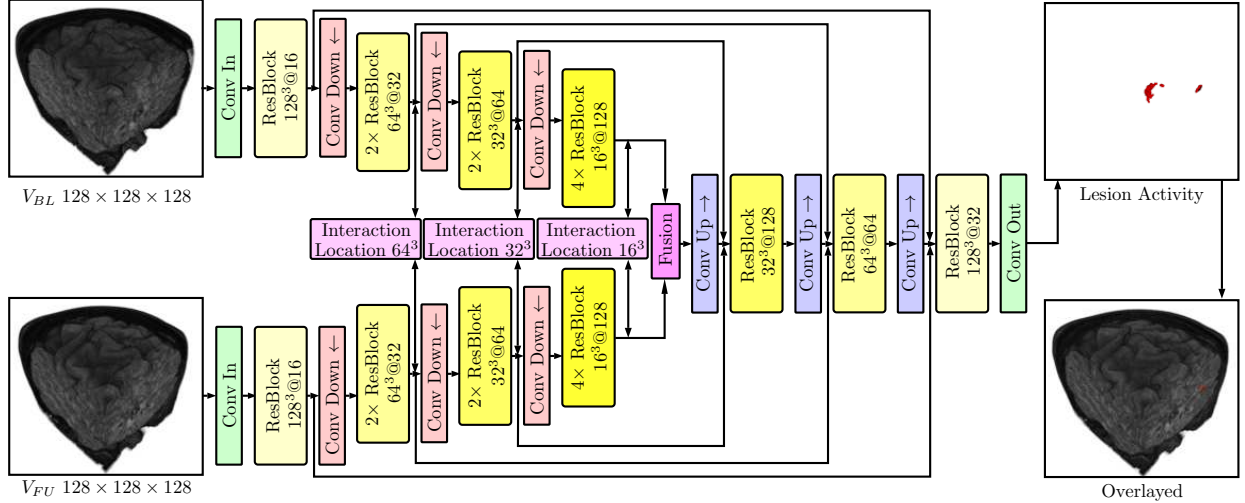 Conv In
ResBlock
128³@16
Conv Down ←
2× ResBlock
64³@32
Conv Down ←
2× ResBlock
32³@64
Conv Down ←
4× ResBlock
16³@128
V_BL 128 × 128 × 128
Interaction
Location 64³
Interaction
Location 32³
Interaction
Location 16³
Fusion
Conv Up →
ResBlock
32³@128
Conv Up →
ResBlock
64³@64
Conv Up →
ResBlock
128³@32
Conv Out
Lesion Activity
Conv In
ResBlock
128³@16
Conv Down ←
2× ResBlock
64³@32
Conv Down ←
2× ResBlock
32³@64
Conv Down ←
4× ResBlock
16³@128
V_FU 128 × 128 × 128
Overlayed